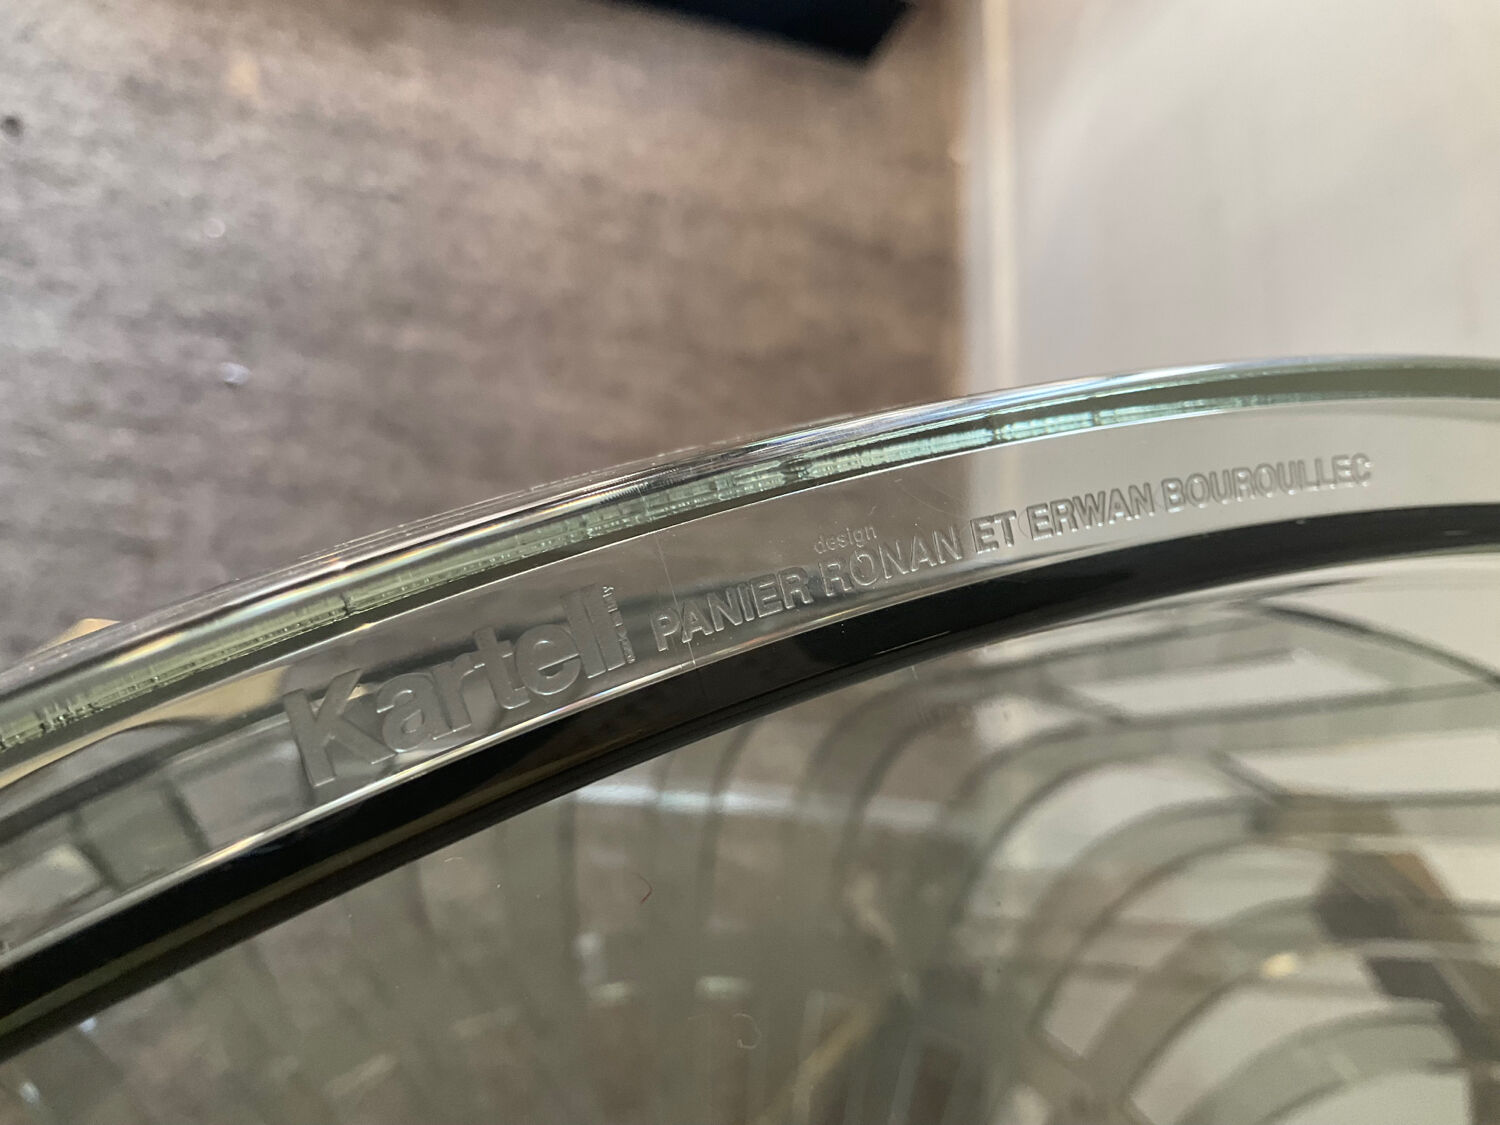 Kartell
design
PANIER RONAN ET ERWAN BOUROULLEC